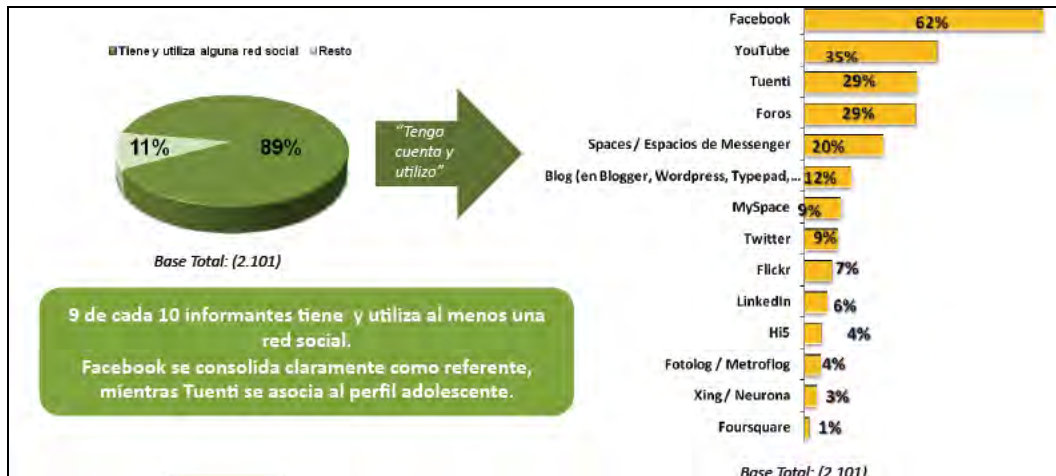 Tiene y utiliza alguna red social Resto
11% 89%
Base Total: (2.101)
"Tengo
cuenta y
utilizo"
9 de cada 10 informantes tiene y utiliza al menos una
red social.
Facebook se consolida claramente como referente,
mientras Tuenti se asocia al perfil adolescente.
Facebook 62%
YouTube 35%
Tuenti 29%
Foros 29%
Spaces / Espacios de Messenger 20%
Blog (en Blogger, Wordpress, Typepad,... 12%
MySpace 9%
Twitter 9%
Flickr 7%
LinkedIn 6%
Hi5 4%
Fotolog / Metroflog 4%
Xing / Neurona 3%
Foursquare 1%
Base Total: (2.101)